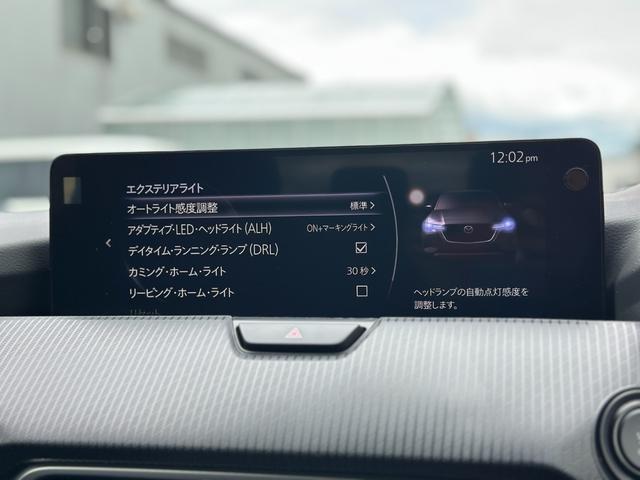 12:02 pm
エクステリアライト
オートライト感度調整 標準
アダプティブ・LED・ヘッドライト(ALH) ON+マーキングライト
デイタイム・ランニング・ランプ(DRL)
カミング・ホーム・ライト 30秒
リービング・ホーム・ライト
ヘッドランプの自動点灯感度を
調整します。